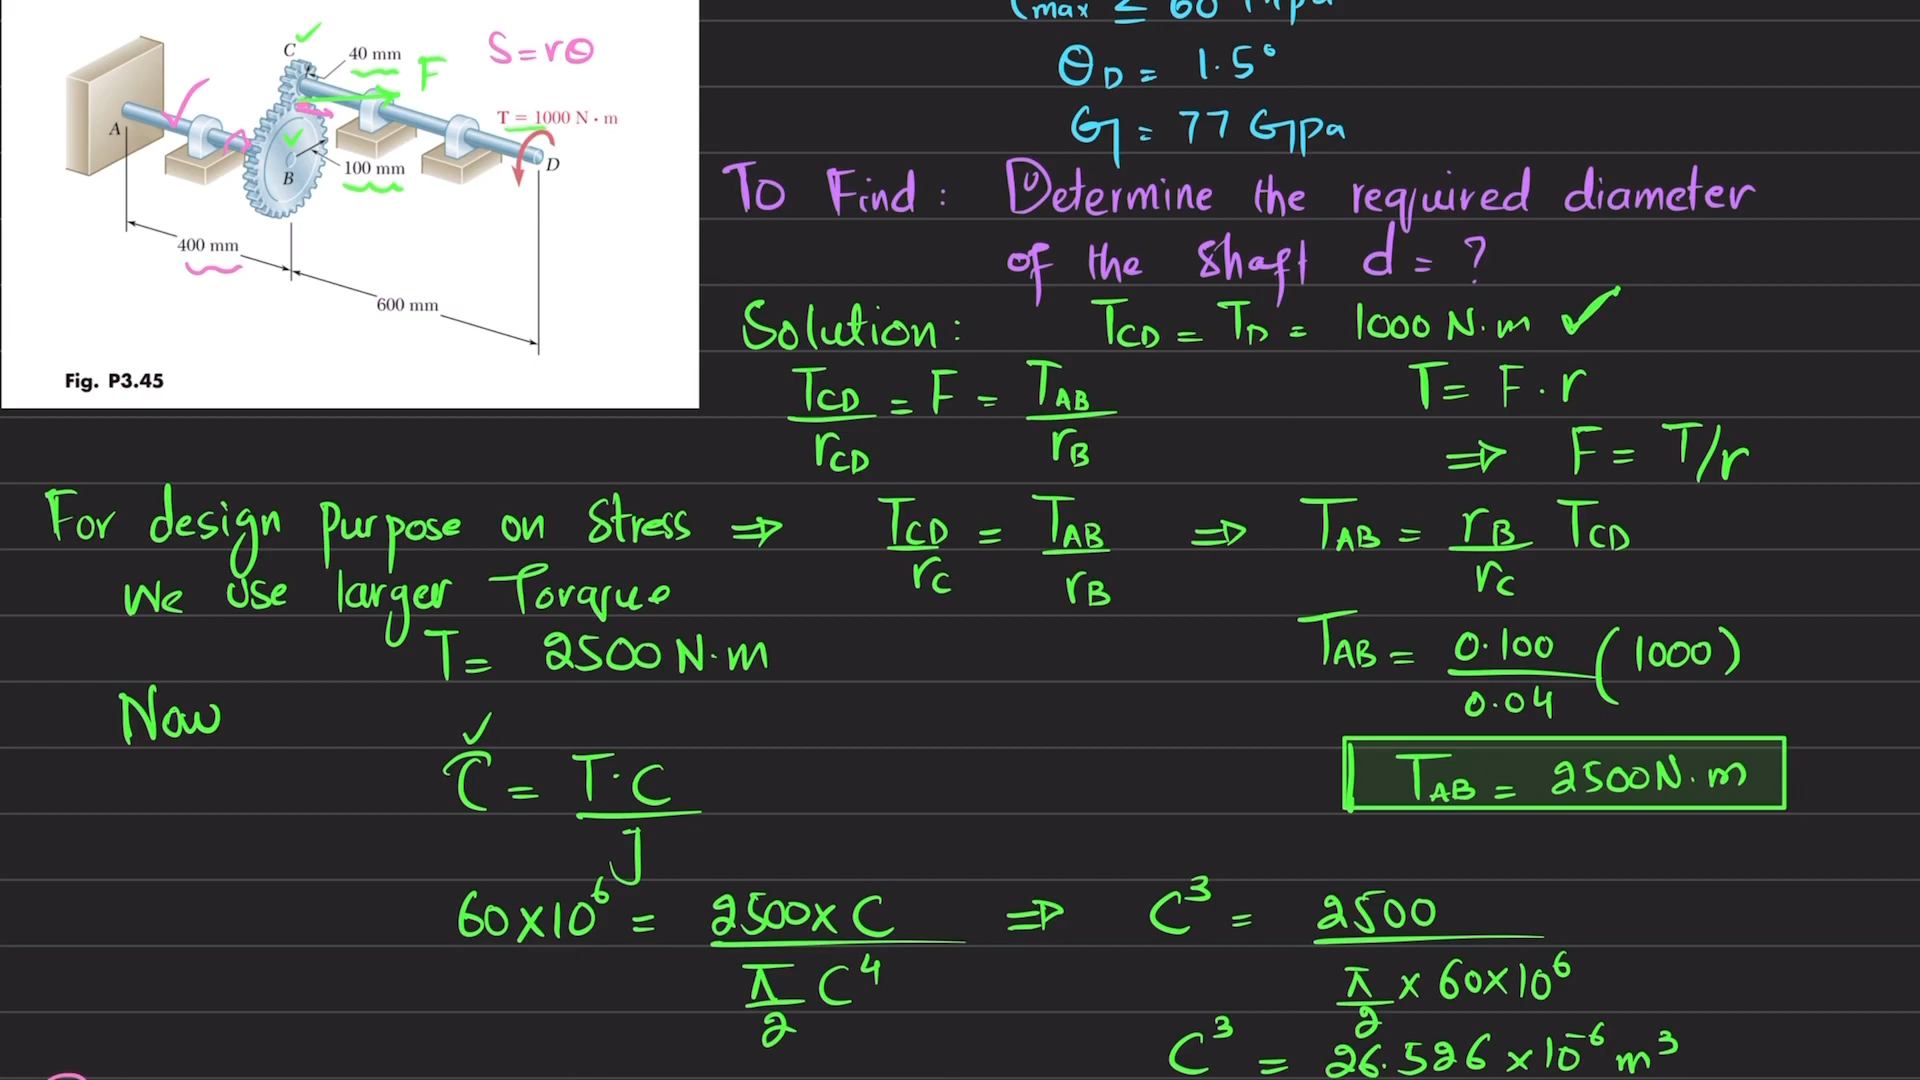 τmax ≤ 60 Mpa
C
40 mm
F
S = rθ
θD = 1.5°
T = 1000 N · m
G = 77 Gpa
A
D
B
100 mm
To Find: Determine the required diameter
of the shaft d = ?
400 mm
600 mm
Fig. P3.45
Solution: TCD = TD = 1000 N·m ✓
TCD/rCD = F = TAB/rB
T = F·r
⇒ F = T/r
For design Purpose on Stress ⇒ TCD/rC = TAB/rB ⇒ TAB = rB/rC TCD
We Use larger Torque
T = 2500 N·m
TAB = 0.100/0.04 (1000)
Now
TAB = 2500 N·m
τ = T·C/J
60×10⁶ = 2500×C / π/2 C⁴ ⇒ C³ = 2500 / π/2 × 60×10⁶
C³ = 26.526 × 10⁻⁶ m³